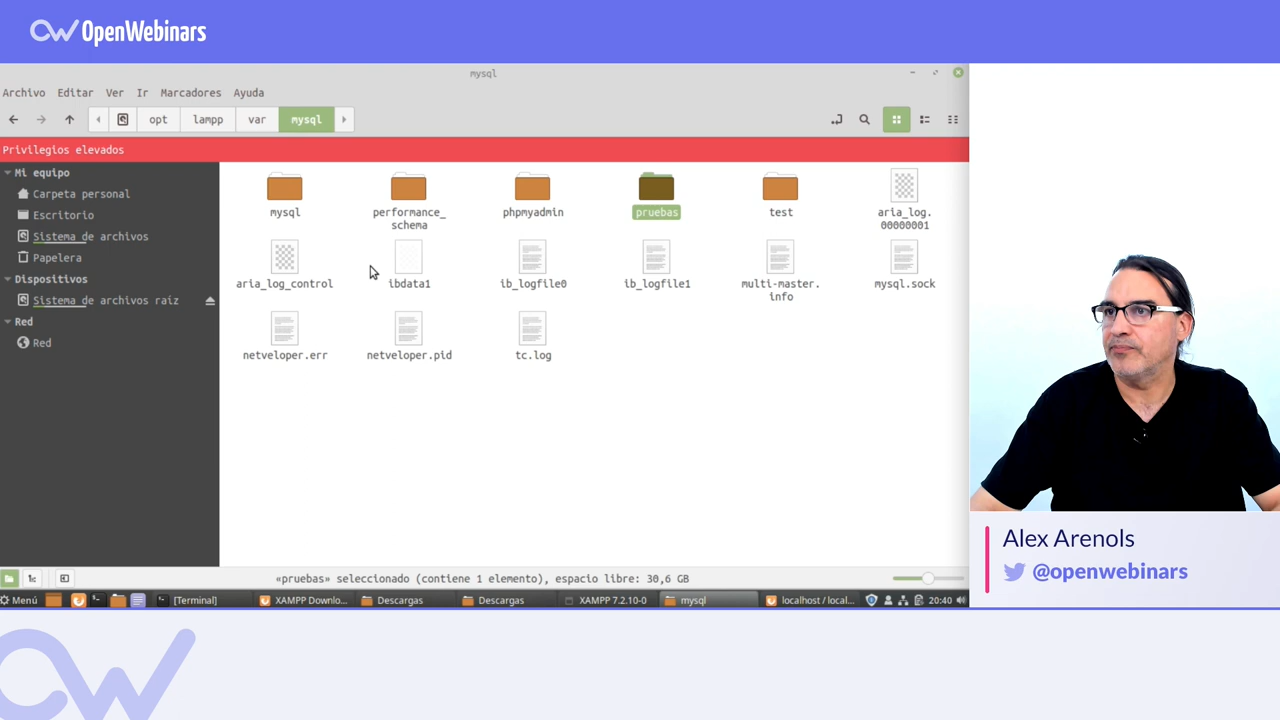 OpenWebinars
mysql
Archivo Editar Ver Ir Marcadores Ayuda
opt lampp var mysql
Privilegios elevados
Mi equipo
Carpeta personal
Escritorio
Sistema de archivos
Papelera
Dispositivos
Sistema de archivos raíz
Red
Red
mysql
performance_
schema
phpmyadmin
pruebas
test
aria_log.
00000001
aria_log_control
ibdata1
ib_logfile0
ib_logfile1
multi-master.
info
mysql.sock
netveloper.err
netveloper.pid
tc.log
«pruebas» seleccionado (contiene 1 elemento), espacio libre: 30,6 GB
Menú [Terminal] XAMPP Downlo... Descargas Descargas XAMPP 7.2.10-0 mysql localhost / local... 20:40
Alex Arenols
@openwebinars